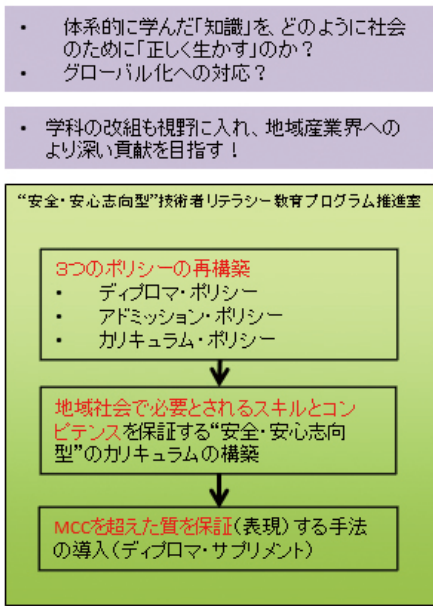 • 体系的に学んだ「知識」を、どのように社会
のために「正しく生かす」のか？
• グローバル化への対応？
• 学科の改組も視野に入れ、地域産業界への
より深い貢献を目指す！
“安全・安心志向型”技術者リテラシー教育プログラム推進室
3つのポリシーの再構築
• ディプロマ・ポリシー
• アドミッション・ポリシー
• カリキュラム・ポリシー
地域社会で必要とされるスキルとコン
ピテンスを保証する“安全・安心志向
型”のカリキュラムの構築
MCCを超えた質を保証(表現)する手法
の導入(ディプロマ・サプリメント)